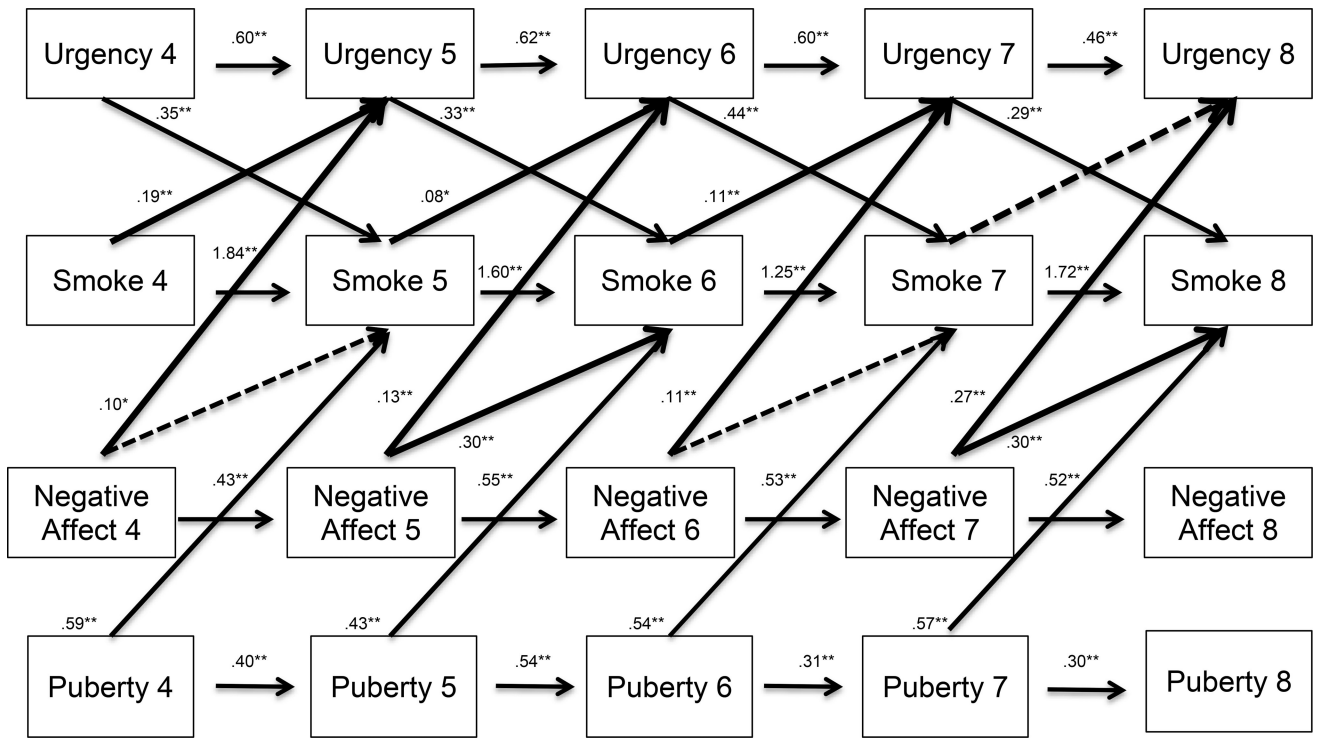 .60**
.62**
.60**
.46**
Urgency 4
Urgency 5
Urgency 6
Urgency 7
Urgency 8
.35**
.33**
.44**
.29**
.19**
.08*
.11**
1.84**
1.60**
1.25**
1.72**
Smoke 4
Smoke 5
Smoke 6
Smoke 7
Smoke 8
.10*
.13**
.11**
.27**
.30**
.30**
.43**
.55**
.53**
.52**
Negative
Affect 4
Negative
Affect 5
Negative
Affect 6
Negative
Affect 7
Negative
Affect 8
.59**
.43**
.54**
.57**
.40**
.54**
.31**
.30**
Puberty 4
Puberty 5
Puberty 6
Puberty 7
Puberty 8